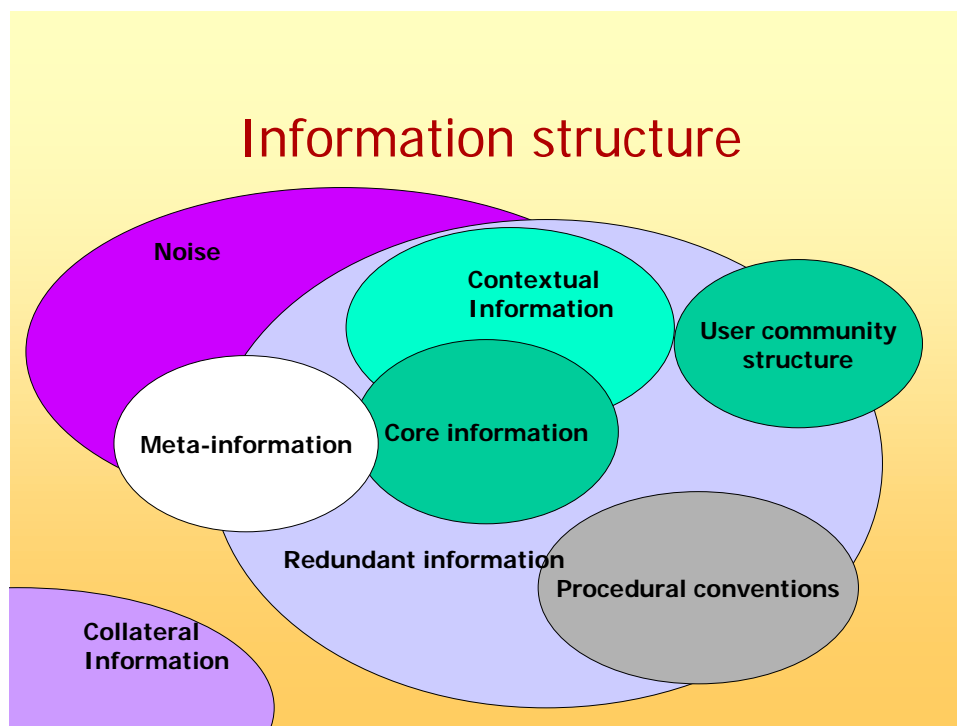 Information structure
Noise
Contextual
Information
User community
structure
Meta-information
Core information
Redundant information
Procedural conventions
Collateral
Information